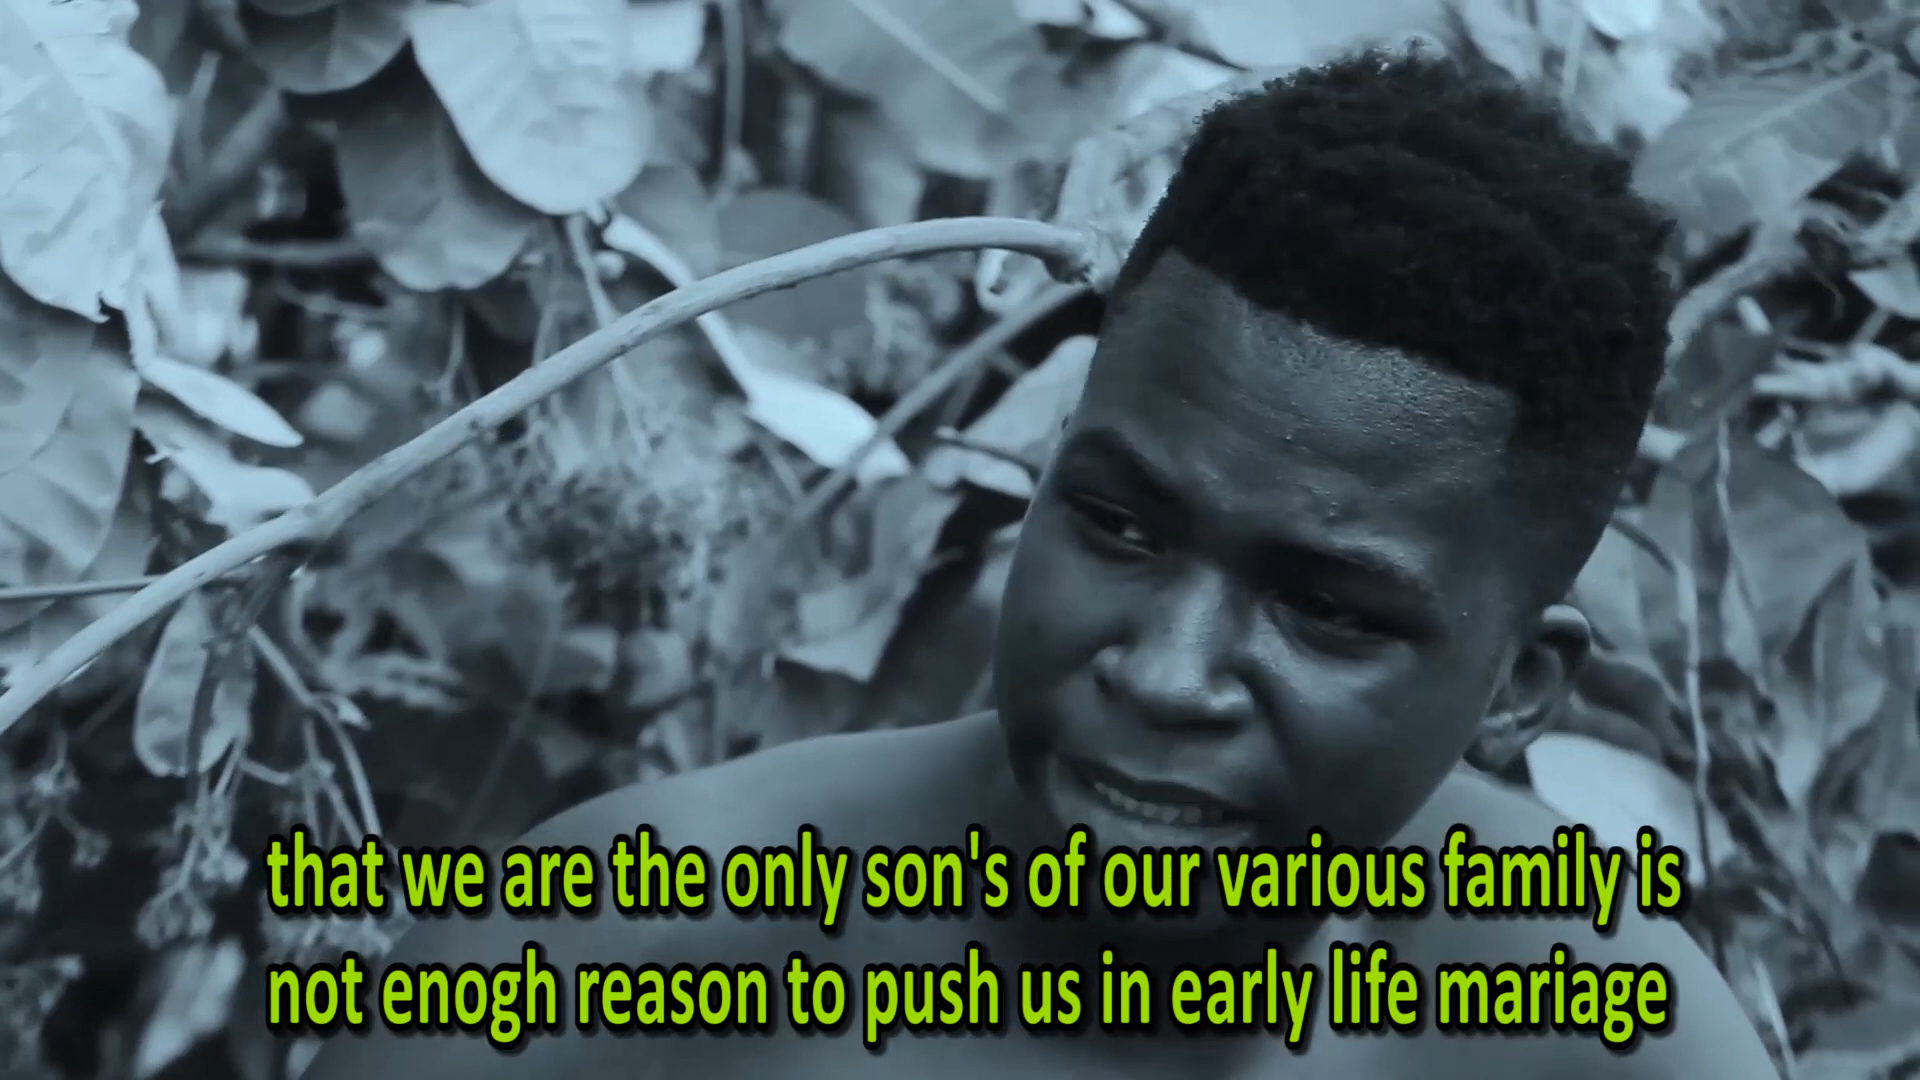 that we are the only son's of our various family is
not enogh reason to push us in early life mariage